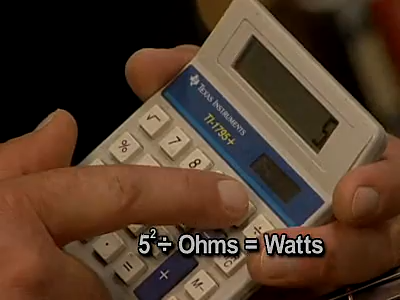 TEXAS INSTRUMENTS
TI-1795+
√
7
8
%
5
M-
+
=
5² ÷ Ohms = Watts